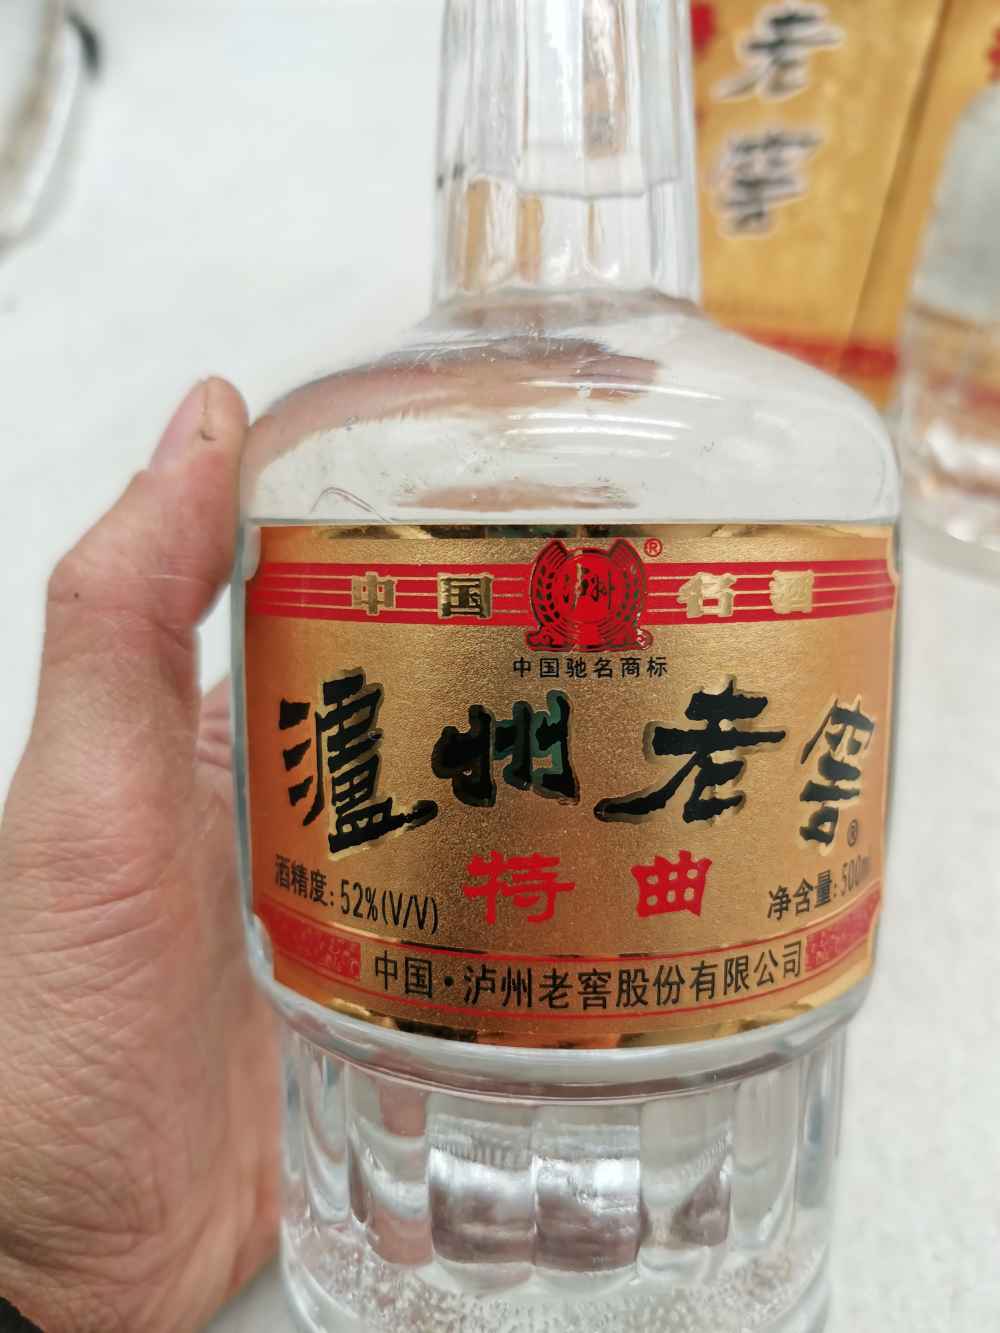 老窖
中国 泸州® 名酒
中国驰名商标
瀘州老窖®
酒精度:52%(V/V)
特曲
净含量:500ml
中国·泸州老窖股份有限公司